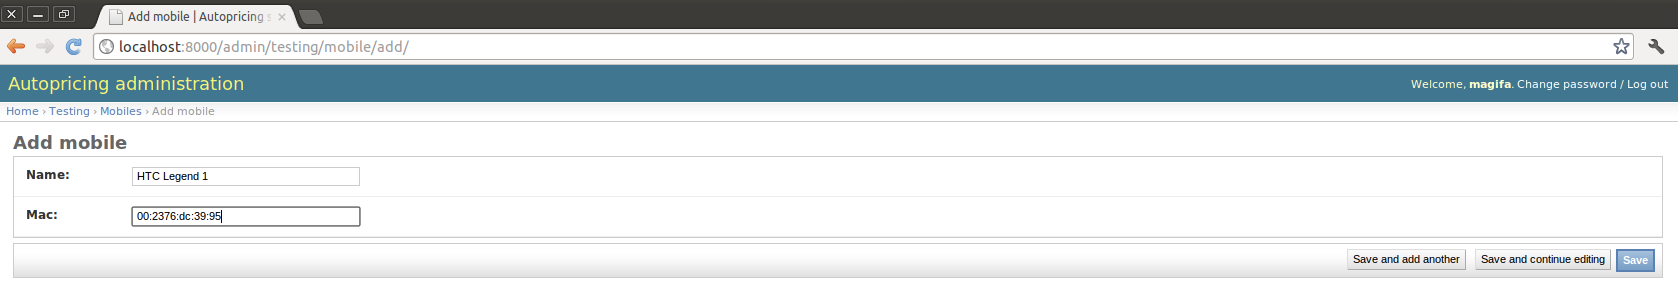 Add mobile | Autopricing s
localhost:8000/admin/testing/mobile/add/
Autopricing administration
Welcome, magifa. Change password / Log out
Home › Testing › Mobiles › Add mobile
Add mobile
Name: HTC Legend 1
Mac: 00:2376:dc:39:95
Save and add another Save and continue editing Save